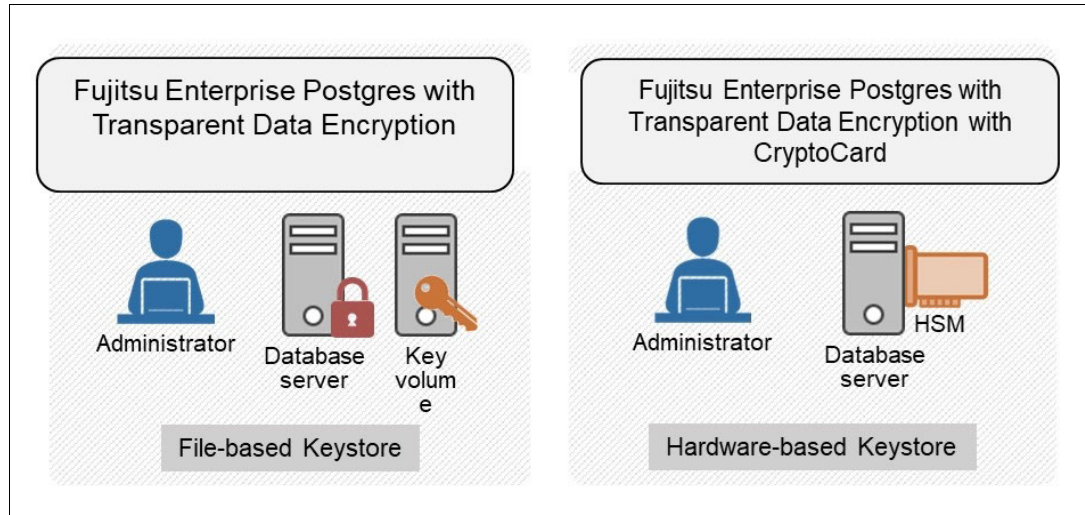 Fujitsu Enterprise Postgres with
Transparent Data Encryption
Administrator
Database
server
Key
volum
e
File-based Keystore
Fujitsu Enterprise Postgres with
Transparent Data Encryption with
CryptoCard
Administrator
HSM
Database
server
Hardware-based Keystore